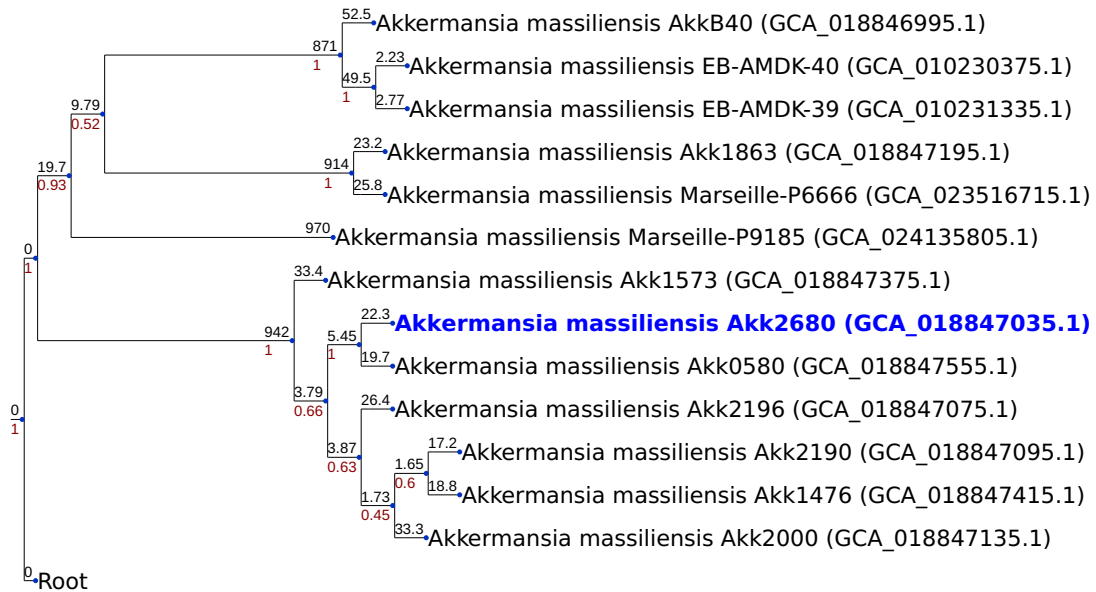 52.5
Akkermansia massiliensis AkkB40 (GCA_018846995.1)
871
1
2.23
Akkermansia massiliensis EB-AMDK-40 (GCA_010230375.1)
49.5
1
2.77
Akkermansia massiliensis EB-AMDK-39 (GCA_010231335.1)
9.79
0.52
23.2
Akkermansia massiliensis Akk1863 (GCA_018847195.1)
914
1
25.8
Akkermansia massiliensis Marseille-P6666 (GCA_023516715.1)
19.7
0.93
970
Akkermansia massiliensis Marseille-P9185 (GCA_024135805.1)
0
1
33.4
Akkermansia massiliensis Akk1573 (GCA_018847375.1)
942
1
22.3
Akkermansia massiliensis Akk2680 (GCA_018847035.1)
5.45
1
19.7
Akkermansia massiliensis Akk0580 (GCA_018847555.1)
3.79
0.66
26.4
Akkermansia massiliensis Akk2196 (GCA_018847075.1)
0
1
3.87
0.63
17.2
Akkermansia massiliensis Akk2190 (GCA_018847095.1)
1.65
0.6
18.8
Akkermansia massiliensis Akk1476 (GCA_018847415.1)
1.73
0.45
33.3
Akkermansia massiliensis Akk2000 (GCA_018847135.1)
0
Root